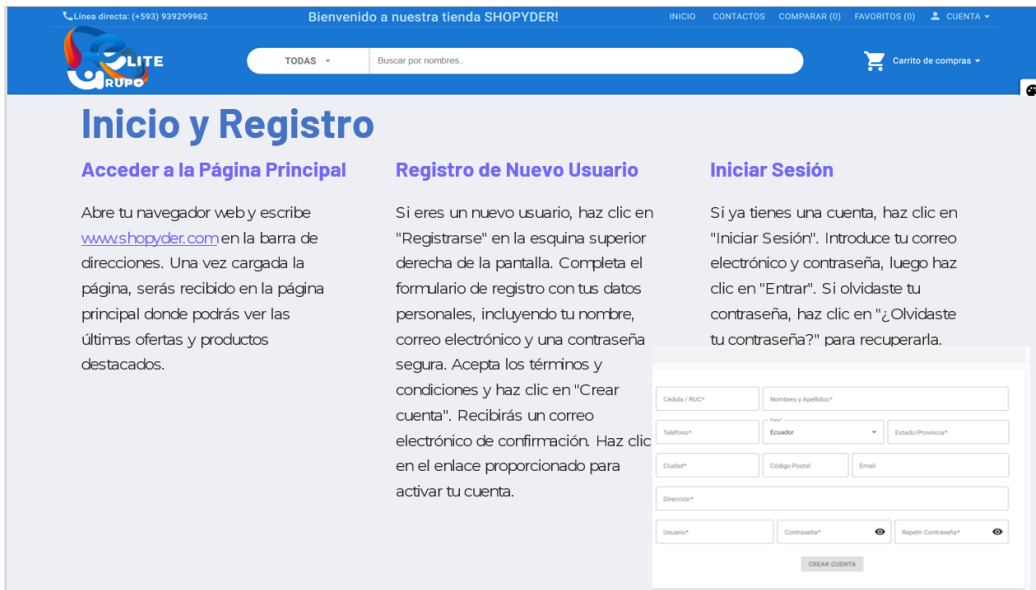 Línea directa: (+593) 939299962
Bienvenido a nuestra tienda SHOPYDER!
INICIO CONTACTOS COMPARAR (0) FAVORITOS (0) CUENTA
ELITE
GRUPO
TODAS
Buscar por nombres..
Carrito de compras
Inicio y Registro
Acceder a la Página Principal
Abre tu navegador web y escribe
www.shopyder.com en la barra de
direcciones. Una vez cargada la
página, serás recibido en la página
principal donde podrás ver las
últimas ofertas y productos
destacados.
Registro de Nuevo Usuario
Si eres un nuevo usuario, haz clic en
"Registrarse" en la esquina superior
derecha de la pantalla. Completa el
formulario de registro con tus datos
personales, incluyendo tu nombre,
correo electrónico y una contraseña
segura. Acepta los términos y
condiciones y haz clic en "Crear
cuenta". Recibirás un correo
electrónico de confirmación. Haz clic
en el enlace proporcionado para
activar tu cuenta.
Iniciar Sesión
Si ya tienes una cuenta, haz clic en
"Iniciar Sesión". Introduce tu correo
electrónico y contraseña, luego haz
clic en "Entrar". Si olvidaste tu
contraseña, haz clic en "¿Olvidaste
tu contraseña?" para recuperarla.
Cédula / RUC*
Nombres y Apellidos*
Teléfono*
País*
Ecuador
Estado/Provincia*
Ciudad*
Código Postal
Email
Dirección*
Usuario*
Contraseña*
Repetir Contraseña*
CREAR CUENTA